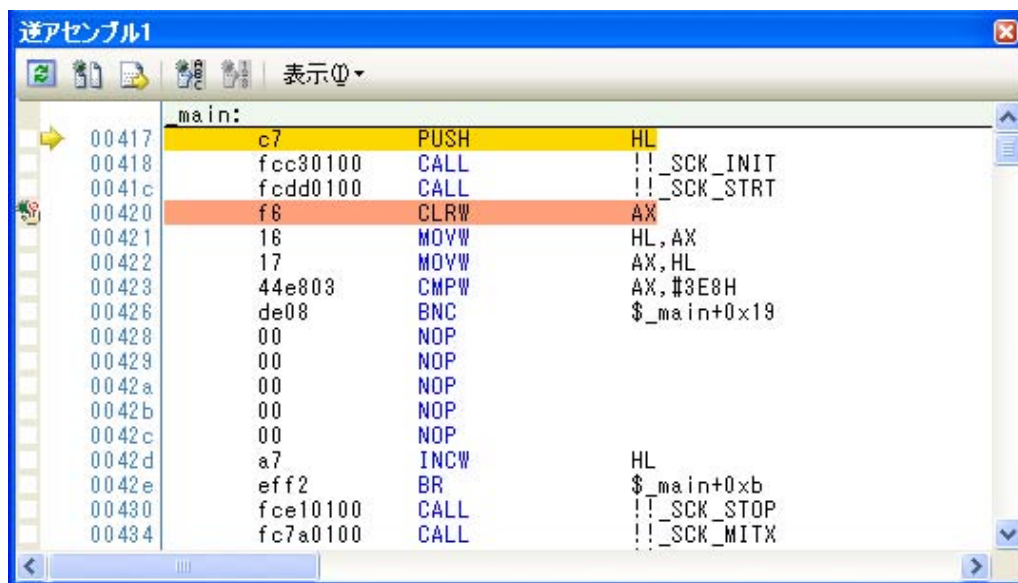 逆アセンブル1
表示(I)
_main:
00417 c7 PUSH HL
00418 fcc30100 CALL !!_SCK_INIT
0041c fcdd0100 CALL !!_SCK_STRT
00420 f6 CLRW AX
00421 16 MOVW HL,AX
00422 17 MOVW AX,HL
00423 44e803 CMPW AX,#3E8H
00426 de08 BNC $_main+0x19
00428 00 NOP
00429 00 NOP
0042a 00 NOP
0042b 00 NOP
0042c 00 NOP
0042d a7 INCW HL
0042e eff2 BR $_main+0xb
00430 fce10100 CALL !!_SCK_STOP
00434 fc7a0100 CALL !!_SCK_MITX